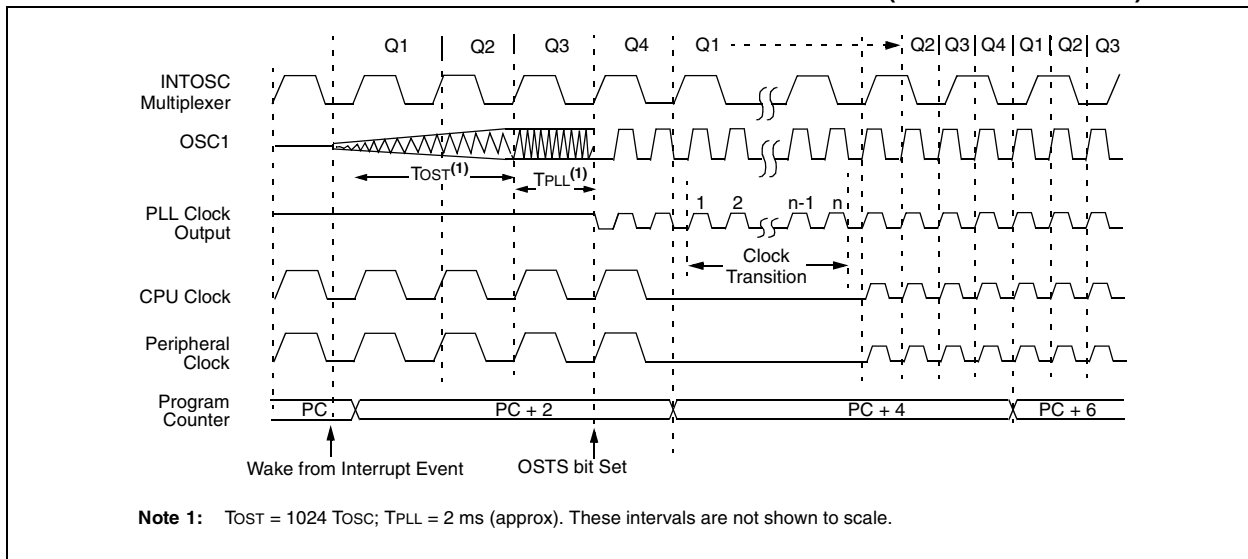 Q1 Q2 Q3 Q4 Q1 Q2 Q3 Q4 Q1 Q2 Q3
INTOSC
Multiplexer
OSC1
TOST(1) TPLL(1)
1 2 n-1 n
PLL Clock
Output
Clock
Transition
CPU Clock
Peripheral
Clock
Program
Counter
PC PC + 2 PC + 4 PC + 6
Wake from Interrupt Event OSTS bit Set
Note 1: TOST = 1024 TOSC; TPLL = 2 ms (approx). These intervals are not shown to scale.